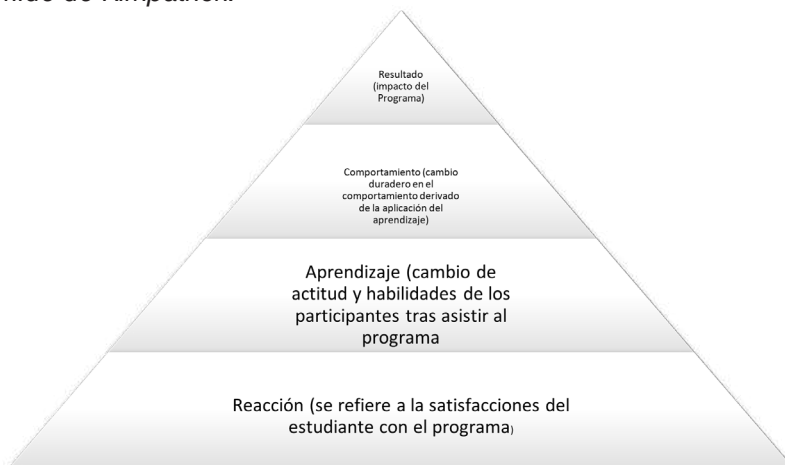 de Kirkpatrick.
Resultado
(impacto del
Programa)
Comportamiento (cambio
duradero en el
comportamiento derivado
de la aplicación del
aprendizaje)
Aprendizaje (cambio de
actitud y habilidades de los
participantes tras asistir al
programa
Reacción (se refiere a la satisfacciones del
estudiante con el programa)